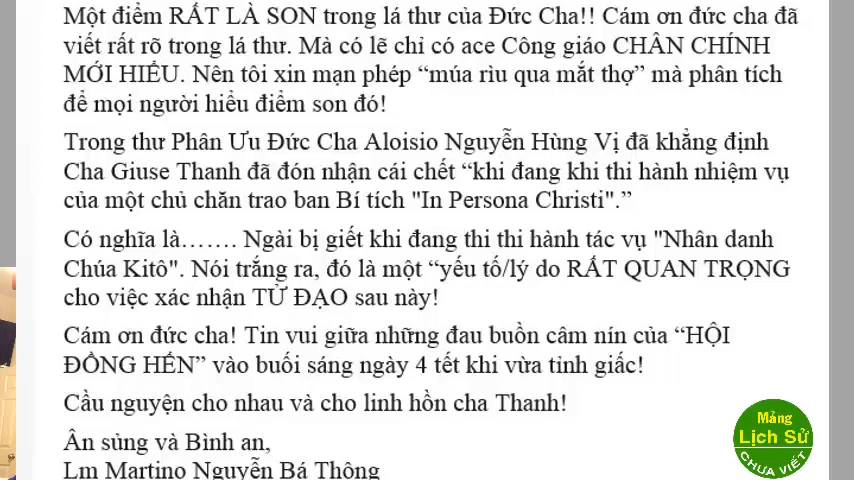 Một điểm RẤT LÀ SON trong lá thư của Đức Cha!! Cám ơn đức cha đã
viết rất rõ trong lá thư. Mà có lẽ chỉ có ace Công giáo CHÂN CHÍNH
MỚI HIỂU. Nên tôi xin mạn phép “múa rìu qua mắt thợ” mà phân tích
để mọi người hiểu điểm son đó!
Trong thư Phân Ưu Đức Cha Aloisio Nguyễn Hùng Vị đã khẳng định
Cha Giuse Thanh đã đón nhận cái chết “khi đang khi thi hành nhiệm vụ
của một chủ chăn trao ban Bí tích "In Persona Christi".”
Có nghĩa là……. Ngài bị giết khi đang thi thi hành tác vụ "Nhân danh
Chúa Kitô". Nói trắng ra, đó là một “yếu tố/lý do RẤT QUAN TRỌNG
cho việc xác nhận TỬ ĐẠO sau này!
Cám ơn đức cha! Tin vui giữa những đau buồn câm nín của “HỘI
ĐỒNG HẾN” vào buổi sáng ngày 4 tết khi vừa tỉnh giấc!
Cầu nguyện cho nhau và cho linh hồn cha Thanh!
Ân sủng và Bình an,
Lm Martino Nguyễn Bá Thông
Mảng
Lịch Sử
CHƯA VIẾT